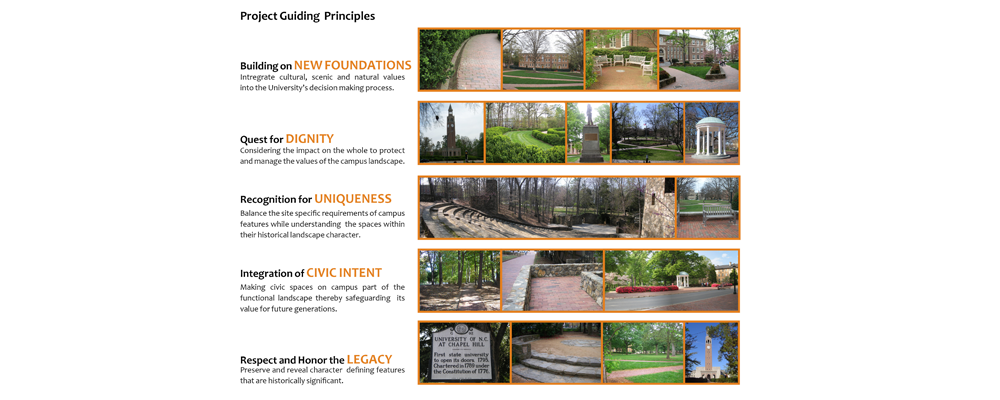 Project Guiding Principles
Building on NEW FOUNDATIONS
Intregrate cultural, scenic and natural values
into the University's decision making process.
Quest for DIGNITY
Considering the impact on the whole to protect
and manage the values of the campus landscape.
Recognition for UNIQUENESS
Balance the site specific requirements of campus
features while understanding the spaces within
their historical landscape character.
Integration of CIVIC INTENT
Making civic spaces on campus part of the
functional landscape thereby safeguarding its
value for future generations.
Respect and Honor the LEGACY
Preserve and reveal character defining features
that are historically significant.
UNIVERSITY OF N.C.
AT CHAPEL HILL
First state university
to open its doors, 1795.
Chartered in 1789 under
the Constitution of 1776.